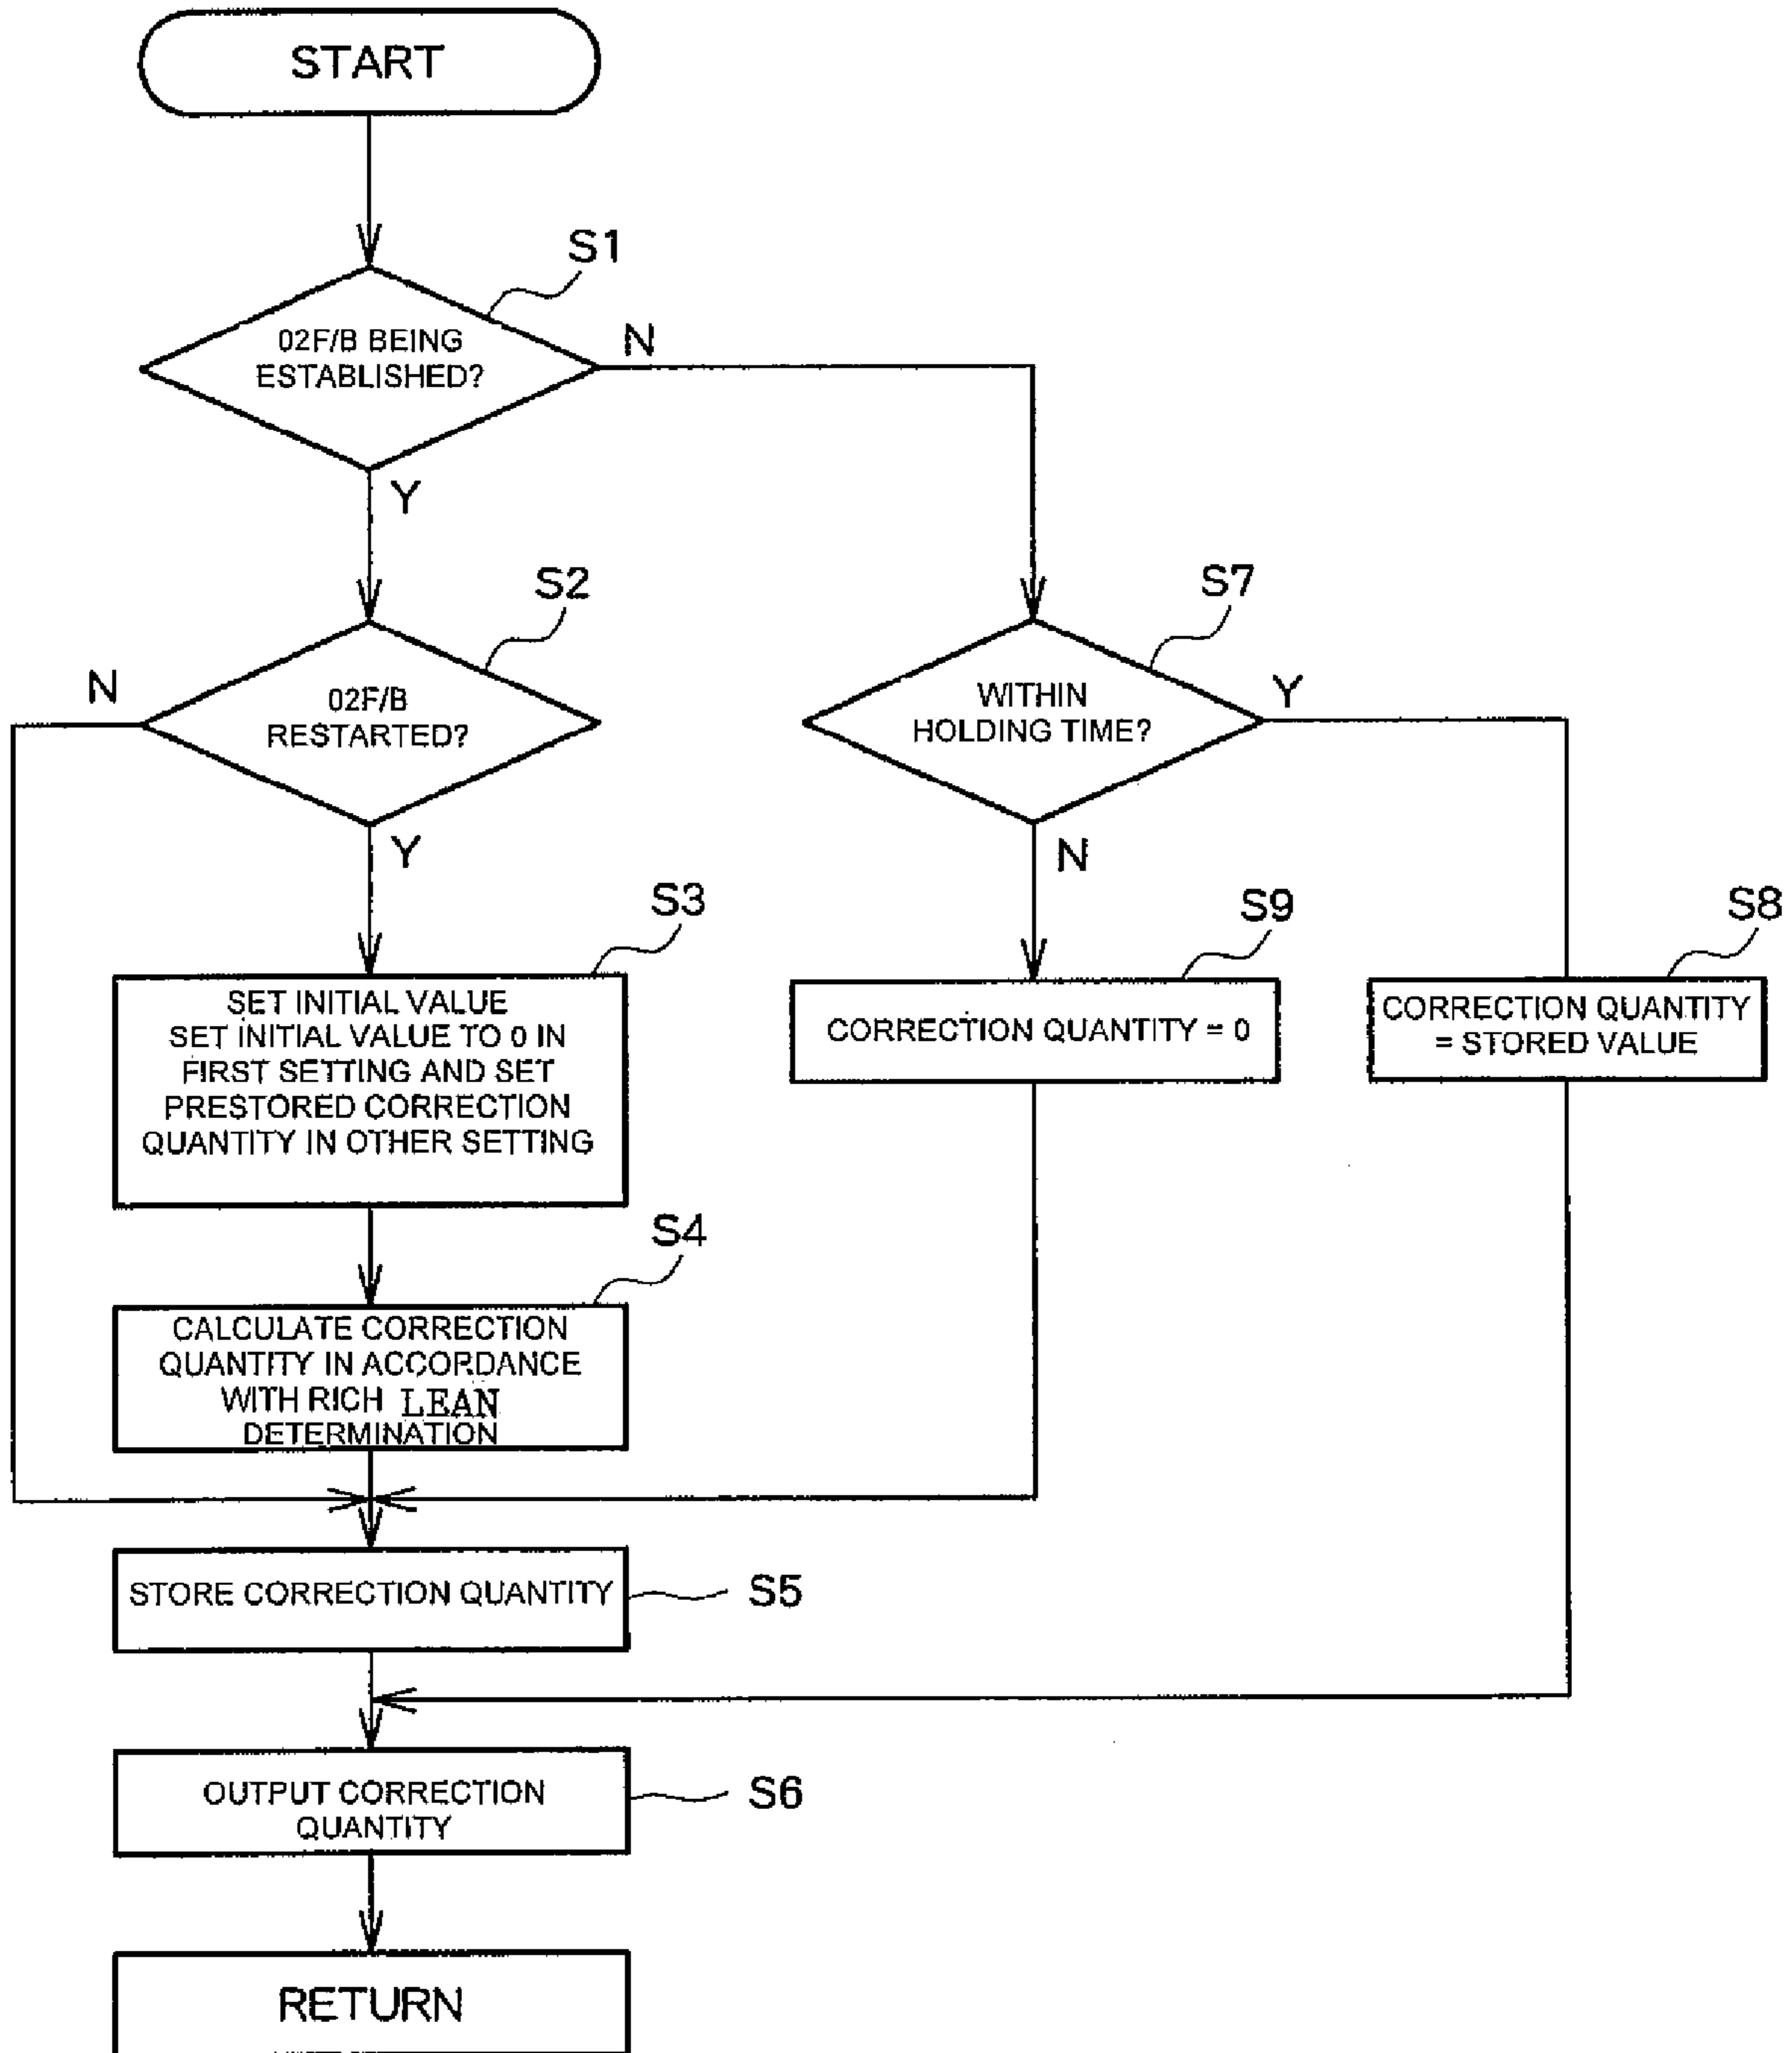 START
S1
02F/B BEING
ESTABLISHED?
N
Y
S2
N
02F/B
RESTARTED?
Y
S7
WITHIN
HOLDING TIME?
Y
N
S3
SET INITIAL VALUE
SET INITIAL VALUE TO 0 IN
FIRST SETTING AND SET
PRESTORED CORRECTION
QUANTITY IN OTHER SETTING
S9
CORRECTION QUANTITY = 0
S8
CORRECTION QUANTITY
= STORED VALUE
S4
CALCULATE CORRECTION
QUANTITY IN ACCORDANCE
WITH RICH LEAN
DETERMINATION
STORE CORRECTION QUANTITY
S5
OUTPUT CORRECTION
QUANTITY
S6
RETURN